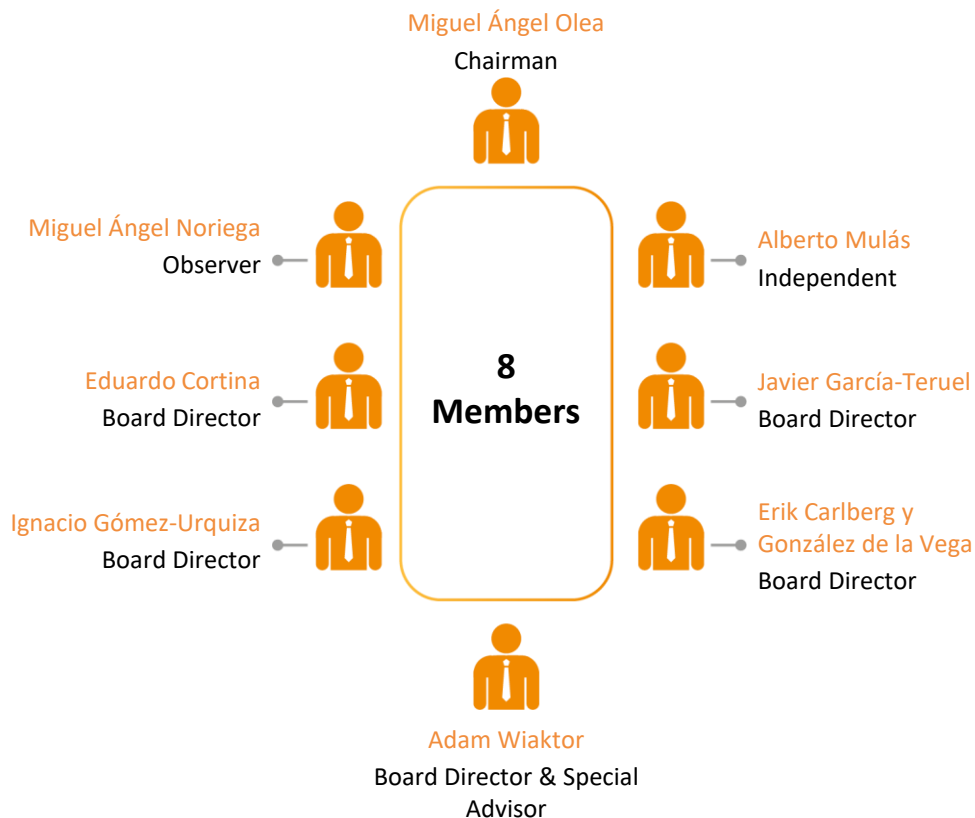 Miguel Ángel Olea
Chairman
Miguel Ángel Noriega
Observer
Alberto Mulás
Independent
8
Members
Eduardo Cortina
Board Director
Javier García-Teruel
Board Director
Ignacio Gómez-Urquiza
Board Director
Erik Carlberg y
González de la Vega
Board Director
Adam Wiaktor
Board Director & Special
Advisor